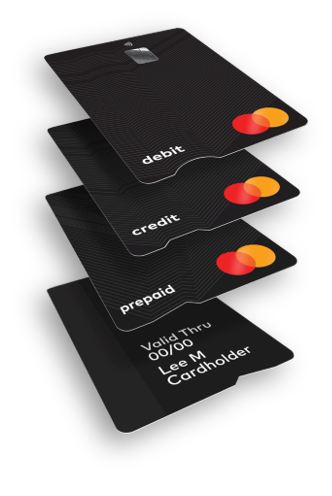 debit
credit
prepaid
Valid Thru
00/00
Lee M
Cardholder